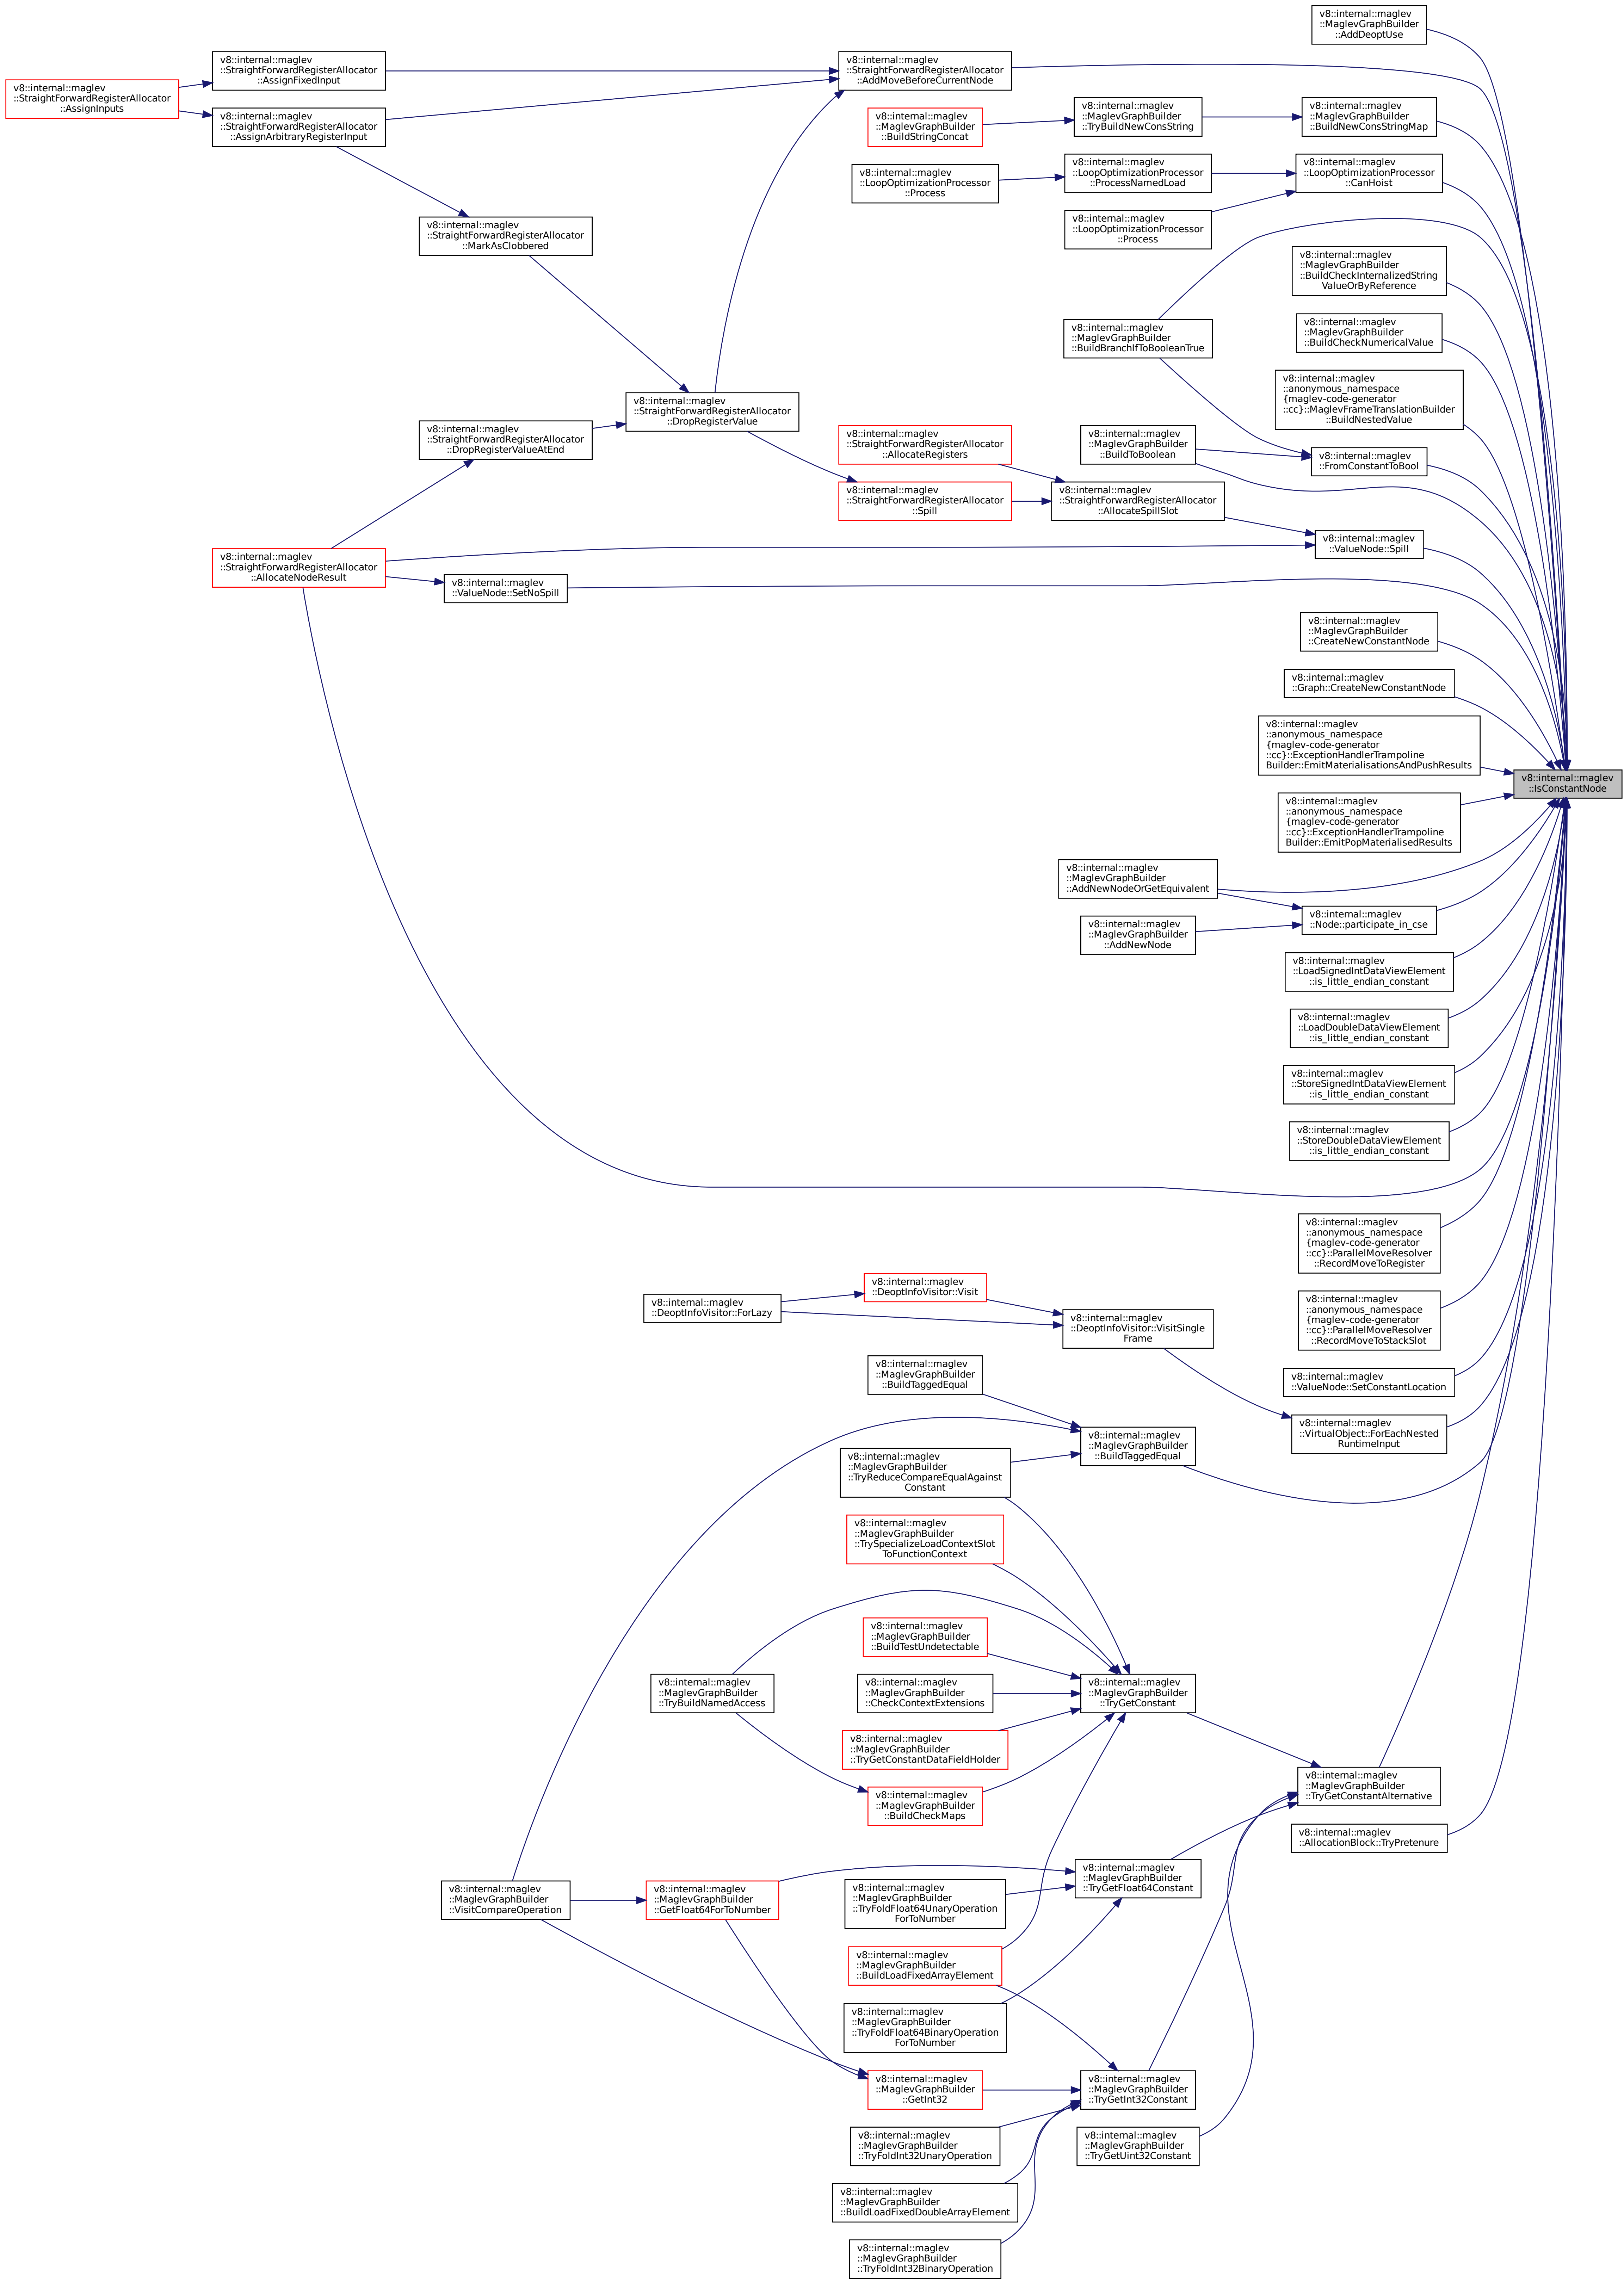 v8::internal::maglev
::MaglevGraphBuilder
::AddDeoptUse
v8::internal::maglev
::StraightForwardRegisterAllocator
::AssignFixedInput
v8::internal::maglev
::StraightForwardRegisterAllocator
::AddMoveBeforeCurrentNode
v8::internal::maglev
::StraightForwardRegisterAllocator
::AssignInputs
v8::internal::maglev
::StraightForwardRegisterAllocator
::AssignArbitraryRegisterInput
v8::internal::maglev
::MaglevGraphBuilder
::BuildStringConcat
v8::internal::maglev
::MaglevGraphBuilder
::TryBuildNewConsString
v8::internal::maglev
::MaglevGraphBuilder
::BuildNewConsStringMap
v8::internal::maglev
::LoopOptimizationProcessor
::Process
v8::internal::maglev
::LoopOptimizationProcessor
::ProcessNamedLoad
v8::internal::maglev
::LoopOptimizationProcessor
::CanHoist
v8::internal::maglev
::LoopOptimizationProcessor
::Process
v8::internal::maglev
::StraightForwardRegisterAllocator
::MarkAsClobbered
v8::internal::maglev
::MaglevGraphBuilder
::BuildCheckInternalizedString
ValueOrByReference
v8::internal::maglev
::MaglevGraphBuilder
::BuildBranchIfToBooleanTrue
v8::internal::maglev
::MaglevGraphBuilder
::BuildCheckNumericalValue
v8::internal::maglev
::anonymous_namespace
{maglev-code-generator
::cc}::MaglevFrameTranslationBuilder
::BuildNestedValue
v8::internal::maglev
::StraightForwardRegisterAllocator
::DropRegisterValue
v8::internal::maglev
::StraightForwardRegisterAllocator
::DropRegisterValueAtEnd
v8::internal::maglev
::StraightForwardRegisterAllocator
::AllocateRegisters
v8::internal::maglev
::MaglevGraphBuilder
::BuildToBoolean
v8::internal::maglev
::FromConstantToBool
v8::internal::maglev
::StraightForwardRegisterAllocator
::Spill
v8::internal::maglev
::StraightForwardRegisterAllocator
::AllocateSpillSlot
v8::internal::maglev
::ValueNode::Spill
v8::internal::maglev
::StraightForwardRegisterAllocator
::AllocateNodeResult
v8::internal::maglev
::ValueNode::SetNoSpill
v8::internal::maglev
::MaglevGraphBuilder
::CreateNewConstantNode
v8::internal::maglev
::Graph::CreateNewConstantNode
v8::internal::maglev
::anonymous_namespace
{maglev-code-generator
::cc}::ExceptionHandlerTrampoline
Builder::EmitMaterialisationsAndPushResults
v8::internal::maglev
::IsConstantNode
v8::internal::maglev
::anonymous_namespace
{maglev-code-generator
::cc}::ExceptionHandlerTrampoline
Builder::EmitPopMaterialisedResults
v8::internal::maglev
::MaglevGraphBuilder
::AddNewNodeOrGetEquivalent
v8::internal::maglev
::Node::participate_in_cse
v8::internal::maglev
::MaglevGraphBuilder
::AddNewNode
v8::internal::maglev
::LoadSignedIntDataViewElement
::is_little_endian_constant
v8::internal::maglev
::LoadDoubleDataViewElement
::is_little_endian_constant
v8::internal::maglev
::StoreSignedIntDataViewElement
::is_little_endian_constant
v8::internal::maglev
::StoreDoubleDataViewElement
::is_little_endian_constant
v8::internal::maglev
::anonymous_namespace
{maglev-code-generator
::cc}::ParallelMoveResolver
::RecordMoveToRegister
v8::internal::maglev
::DeoptInfoVisitor::ForLazy
v8::internal::maglev
::DeoptInfoVisitor::Visit
v8::internal::maglev
::DeoptInfoVisitor::VisitSingle
Frame
v8::internal::maglev
::anonymous_namespace
{maglev-code-generator
::cc}::ParallelMoveResolver
::RecordMoveToStackSlot
v8::internal::maglev
::ValueNode::SetConstantLocation
v8::internal::maglev
::MaglevGraphBuilder
::BuildTaggedEqual
v8::internal::maglev
::VirtualObject::ForEachNested
RuntimeInput
v8::internal::maglev
::MaglevGraphBuilder
::BuildTaggedEqual
v8::internal::maglev
::MaglevGraphBuilder
::TryReduceCompareEqualAgainst
Constant
v8::internal::maglev
::MaglevGraphBuilder
::TrySpecializeLoadContextSlot
ToFunctionContext
v8::internal::maglev
::MaglevGraphBuilder
::BuildTestUndetectable
v8::internal::maglev
::MaglevGraphBuilder
::TryBuildNamedAccess
v8::internal::maglev
::MaglevGraphBuilder
::CheckContextExtensions
v8::internal::maglev
::MaglevGraphBuilder
::TryGetConstant
v8::internal::maglev
::MaglevGraphBuilder
::TryGetConstantDataFieldHolder
v8::internal::maglev
::MaglevGraphBuilder
::BuildCheckMaps
v8::internal::maglev
::MaglevGraphBuilder
::TryGetConstantAlternative
v8::internal::maglev
::AllocationBlock::TryPretenure
v8::internal::maglev
::MaglevGraphBuilder
::VisitCompareOperation
v8::internal::maglev
::MaglevGraphBuilder
::GetFloat64ForToNumber
v8::internal::maglev
::MaglevGraphBuilder
::TryFoldFloat64UnaryOperation
ForToNumber
v8::internal::maglev
::MaglevGraphBuilder
::TryGetFloat64Constant
v8::internal::maglev
::MaglevGraphBuilder
::BuildLoadFixedArrayElement
v8::internal::maglev
::MaglevGraphBuilder
::TryFoldFloat64BinaryOperation
ForToNumber
v8::internal::maglev
::MaglevGraphBuilder
::GetInt32
v8::internal::maglev
::MaglevGraphBuilder
::TryGetInt32Constant
v8::internal::maglev
::MaglevGraphBuilder
::TryFoldInt32UnaryOperation
v8::internal::maglev
::MaglevGraphBuilder
::TryGetUint32Constant
v8::internal::maglev
::MaglevGraphBuilder
::BuildLoadFixedDoubleArrayElement
v8::internal::maglev
::MaglevGraphBuilder
::TryFoldInt32BinaryOperation